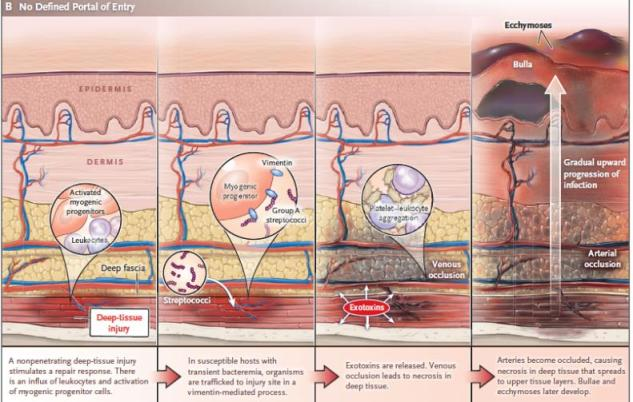 B No Defined Portal of Entry
EPIDERMIS
DERMIS
Activated
myogenic
progenitors
Leukocytes
Deep fascia
Deep-tissue
injury
Vimentin
Myogenic
progenitor
Group A
streptococci
Streptococci
Platelet–leukocyte
aggregation
Venous
occlusion
Exotoxins
Ecchymoses
Bulla
Gradual upward
progression of
infection
Arterial
occlusion
A nonpenetrating deep-tissue injury
stimulates a repair response. There
is an influx of leukocytes and activation
of myogenic progenitor cells.
In susceptible hosts with
transient bacteremia, organisms
are trafficked to injury site in a
vimentin-mediated process.
Exotoxins are released. Venous
occlusion leads to necrosis in
deep tissue.
Arteries become occluded, causing
necrosis in deep tissue that spreads
to upper tissue layers. Bullae and
ecchymoses later develop.